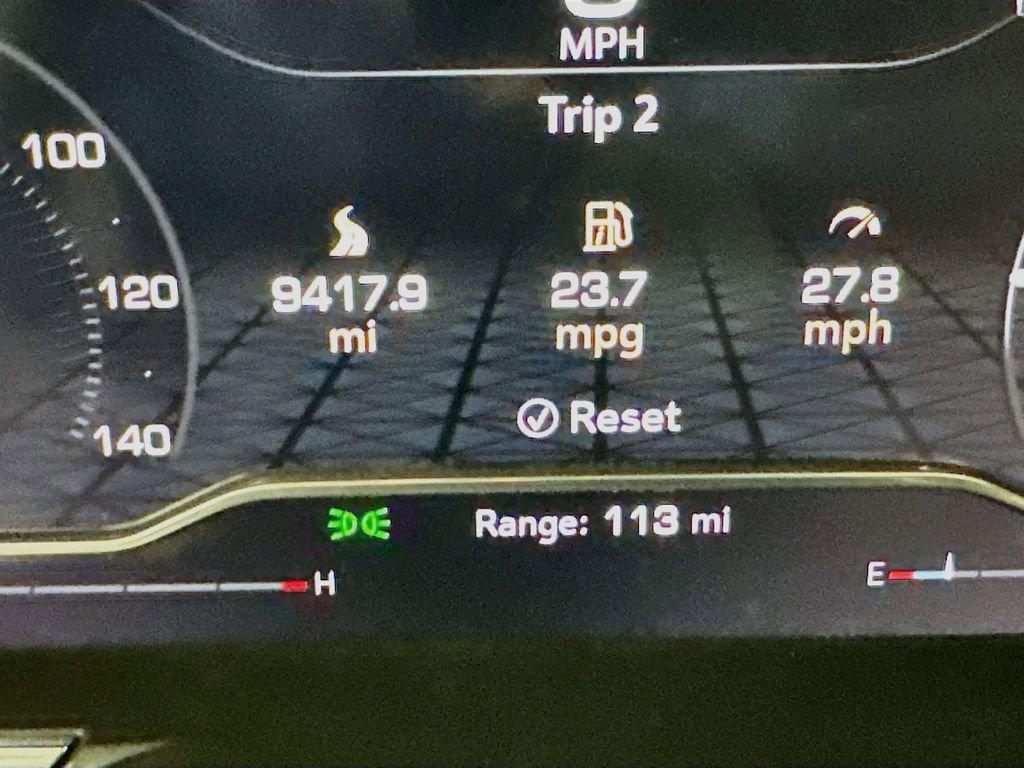 MPH
Trip 2
100
120
140
9417.9 23.7 27.8
mi mpg mph
Reset
Range: 113 mi
H E